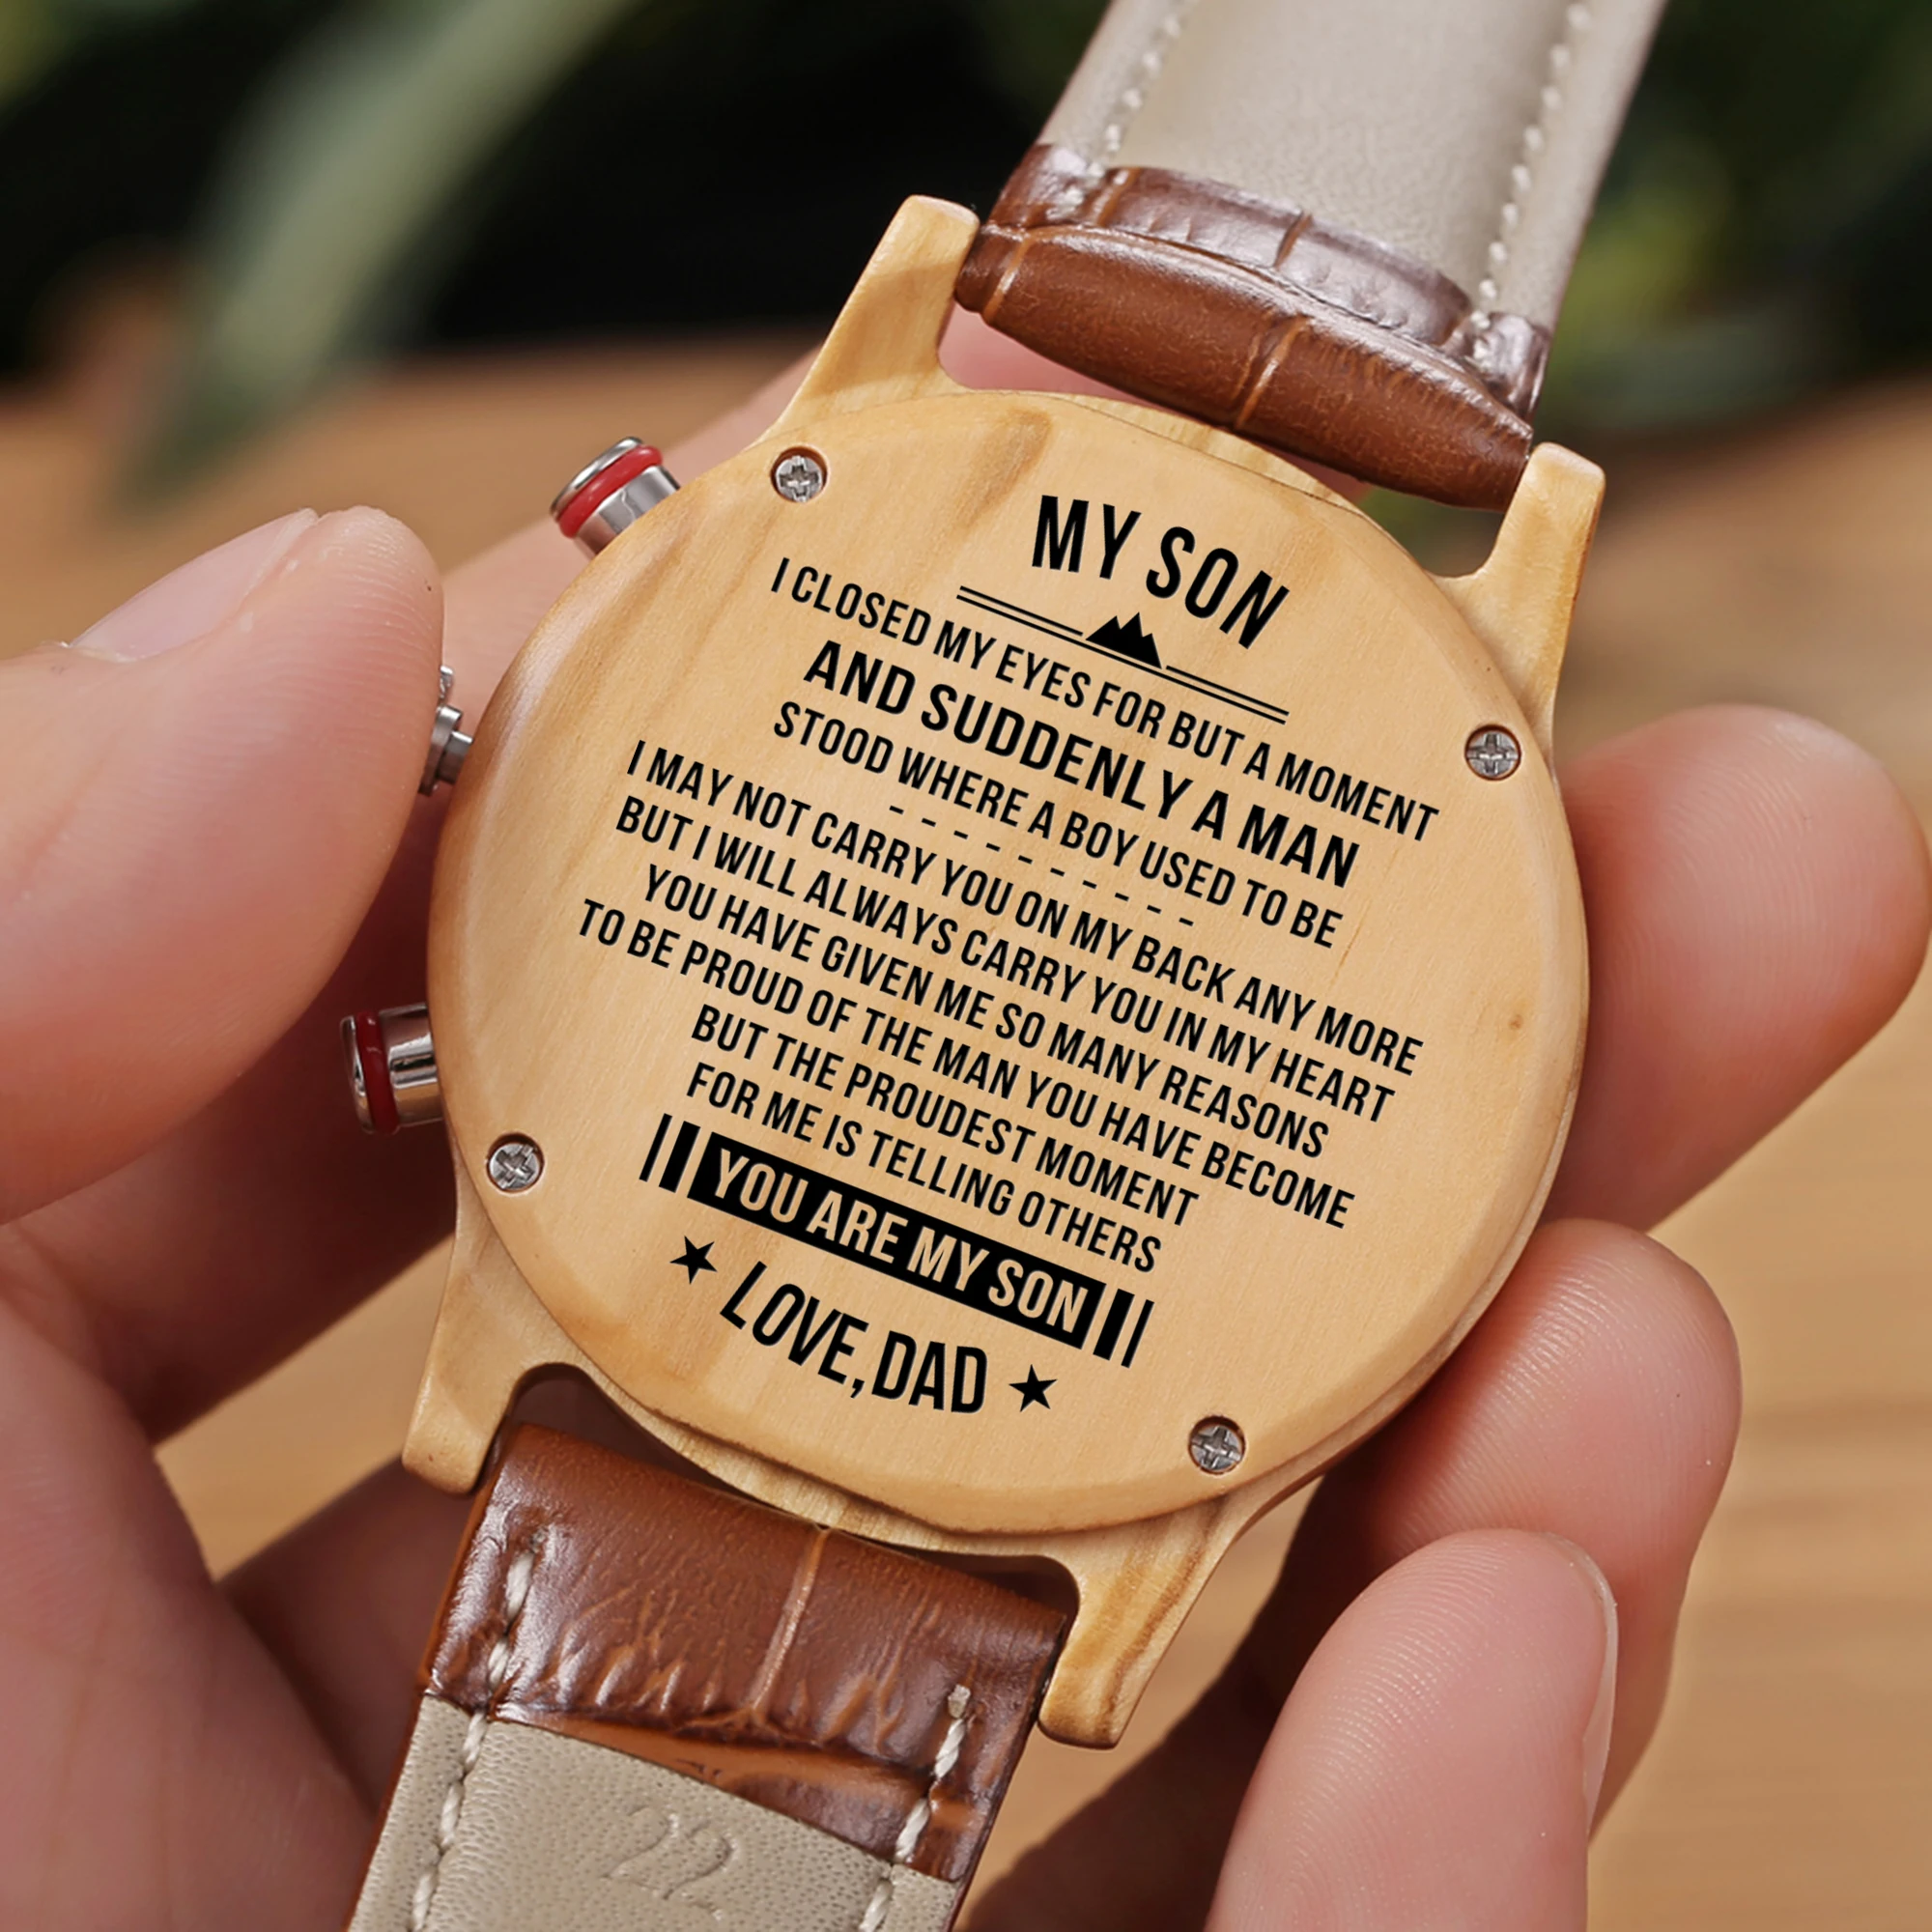 MY SON
I CLOSED MY EYES FOR BUT A MOMENT
AND SUDDENLY A MAN
STOOD WHERE A BOY USED TO BE
---------
I MAY NOT CARRY YOU ON MY BACK ANY MORE
BUT I WILL ALWAYS CARRY YOU IN MY HEART
YOU HAVE GIVEN ME SO MANY REASONS
TO BE PROUD OF THE MAN YOU HAVE BECOME
BUT THE PROUDEST MOMENT
FOR ME IS TELLING OTHERS
YOU ARE MY SON
★ LOVE, DAD ★
22